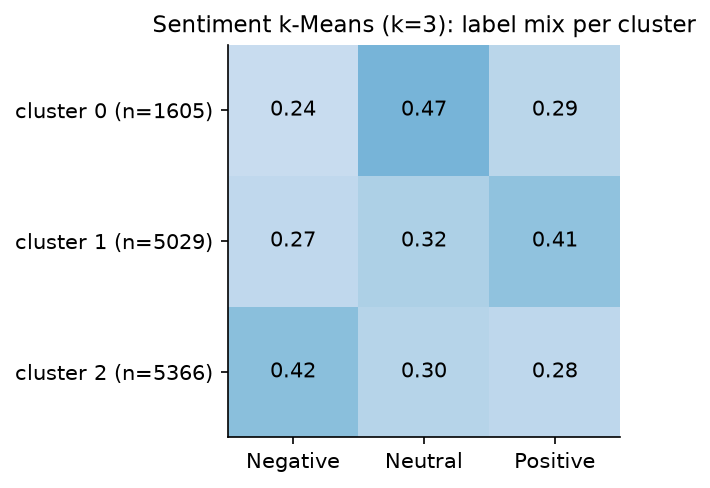 Sentiment k-Means (k=3): label mix per cluster
cluster 0 (n=1605) 0.24 0.47 0.29
cluster 1 (n=5029) 0.27 0.32 0.41
cluster 2 (n=5366) 0.42 0.30 0.28
Negative Neutral Positive